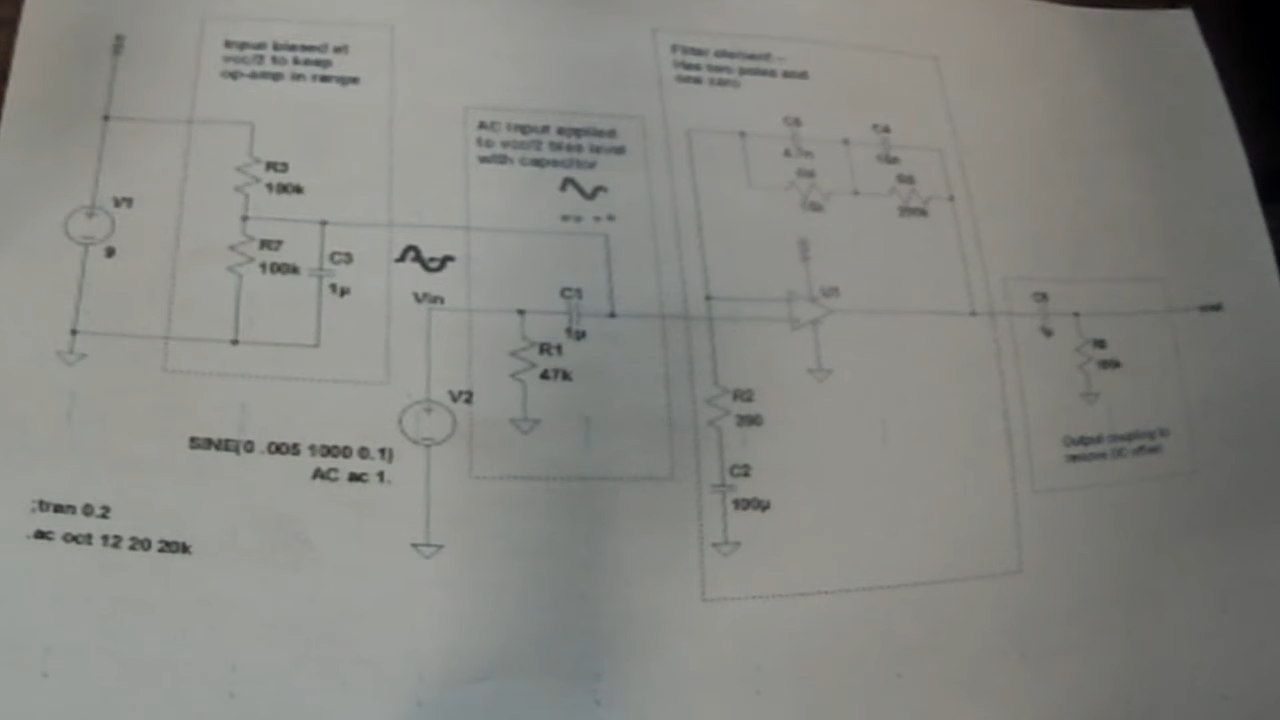 Input biased at
vcc/2 to keep
op-amp in range
Filter element --
Has two poles and
one zero
AC input applied
to vcc/2 bias level
with capacitor
C5
C4
4.7n
R3
100k
V1
9
R7
100k
C3
1µ
Vin
C1
1µ
U1
R1
47k
V2
R2
390
C2
100µ
SINE(0 .005 1000 0.1)
AC ac 1.
Output coupling to
remove DC offset
;tran 0.2
.ac oct 12 20 20k